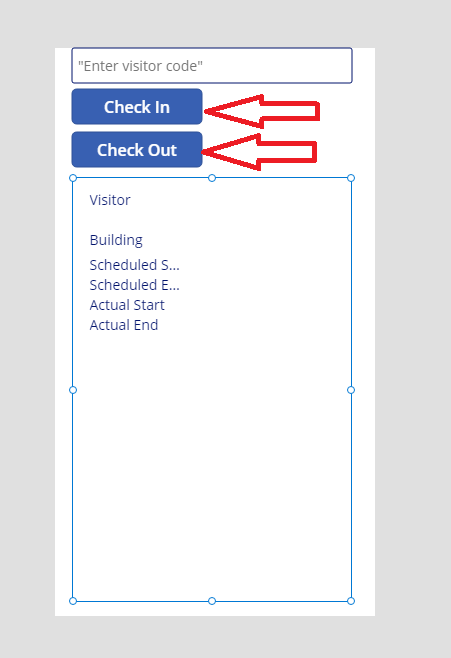 "Enter visitor code"
Check In
Check Out
Visitor
Building
Scheduled S...
Scheduled E...
Actual Start
Actual End